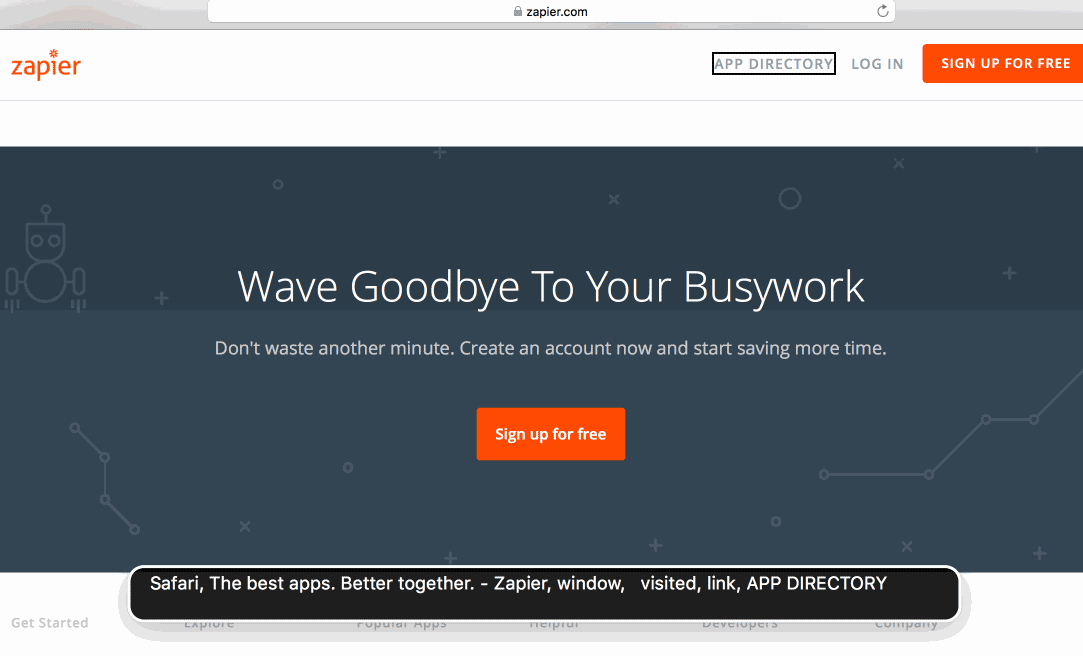 zapier.com
zapier
APP DIRECTORY LOG IN SIGN UP FOR FREE
Wave Goodbye To Your Busywork
Don't waste another minute. Create an account now and start saving more time.
Sign up for free
Safari, The best apps. Better together. - Zapier, window, visited, link, APP DIRECTORY
Get Started Explore Popular Apps Helpful Developers Company